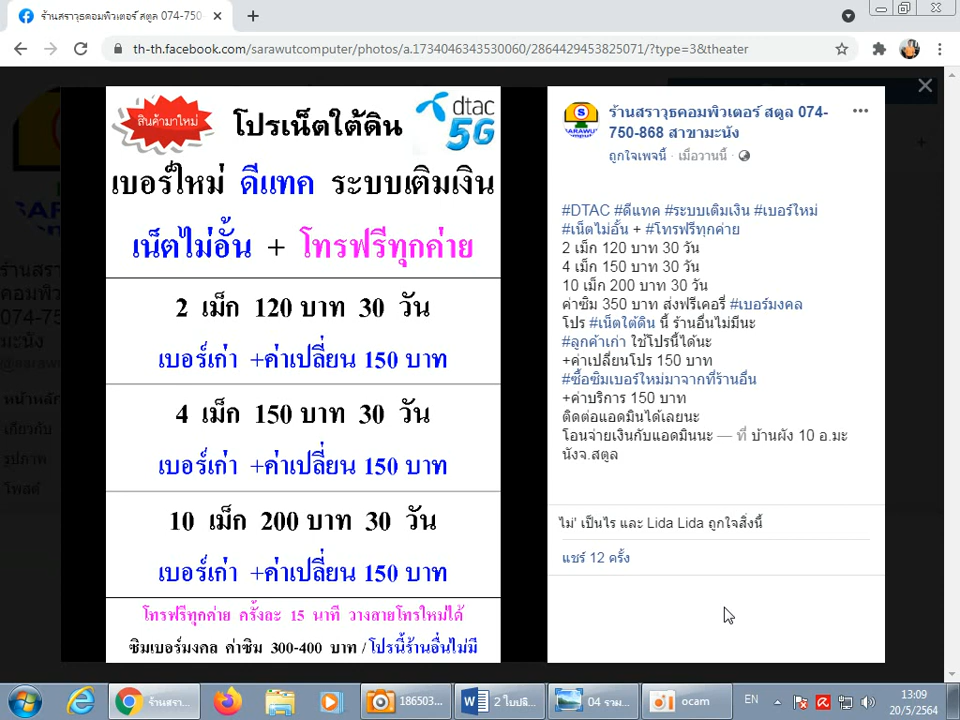 ร้านสราวุธคอมพิวเตอร์ สตูล 074-750-
th-th.facebook.com/sarawutcomputer/photos/a.1734046343530060/2864429453825071/?type=3&theater
สินค้ามาใหม่
โปรเน็ตใต้ดิน
dtac
5G
เบอร์ใหม่ ดีแทค ระบบเติมเงิน
เน็ตไม่อั้น + โทรฟรีทุกค่าย
2 เม็ก 120 บาท 30 วัน
เบอร์เก่า +ค่าเปลี่ยน 150 บาท
4 เม็ก 150 บาท 30 วัน
เบอร์เก่า +ค่าเปลี่ยน 150 บาท
10 เม็ก 200 บาท 30 วัน
เบอร์เก่า +ค่าเปลี่ยน 150 บาท
โทรฟรีทุกค่าย ครั้งละ 15 นาที วางสายโทรใหม่ได้
ซิมเบอร์มงคล ค่าซิม 300-400 บาท / โปรนี้ร้านอื่นไม่มี
ร้านสราวุธคอมพิวเตอร์ สตูล 074-
750-868 สาขามะนัง
ถูกใจเพจนี้ · เมื่อวานนี้ ·
#DTAC #ดีแทค #ระบบเติมเงิน #เบอร์ใหม่
#เน็ตไม่อั้น + #โทรฟรีทุกค่าย
2 เม็ก 120 บาท 30 วัน
4 เม็ก 150 บาท 30 วัน
10 เม็ก 200 บาท 30 วัน
ค่าซิม 350 บาท ส่งฟรีเคอรี่ #เบอร์มงคล
โปร #เน็ตใต้ดิน นี้ ร้านอื่นไม่มีนะ
#ลูกค้าเก่า ใช้โปรนี้ได้นะ
+ค่าเปลี่ยนโปร 150 บาท
#ซื้อซิมเบอร์ใหม่มาจากที่ร้านอื่น
+ค่าบริการ 150 บาท
ติดต่อแอดมินได้เลยนะ
โอนจ่ายเงินกับแอดมินนะ — ที่ บ้านผัง 10 อ.มะ
นังจ.สตูล
ไม่' เป็นไร และ Lida Lida ถูกใจสิ่งนี้
แชร์ 12 ครั้ง
หน้าหลัก
เกี่ยวกับ
รูปภาพ
โพสต์
ร้านสรา...
186503...
2 ใบปลิ...
04 รวม...
ocam
EN
13:09
20/5/2564